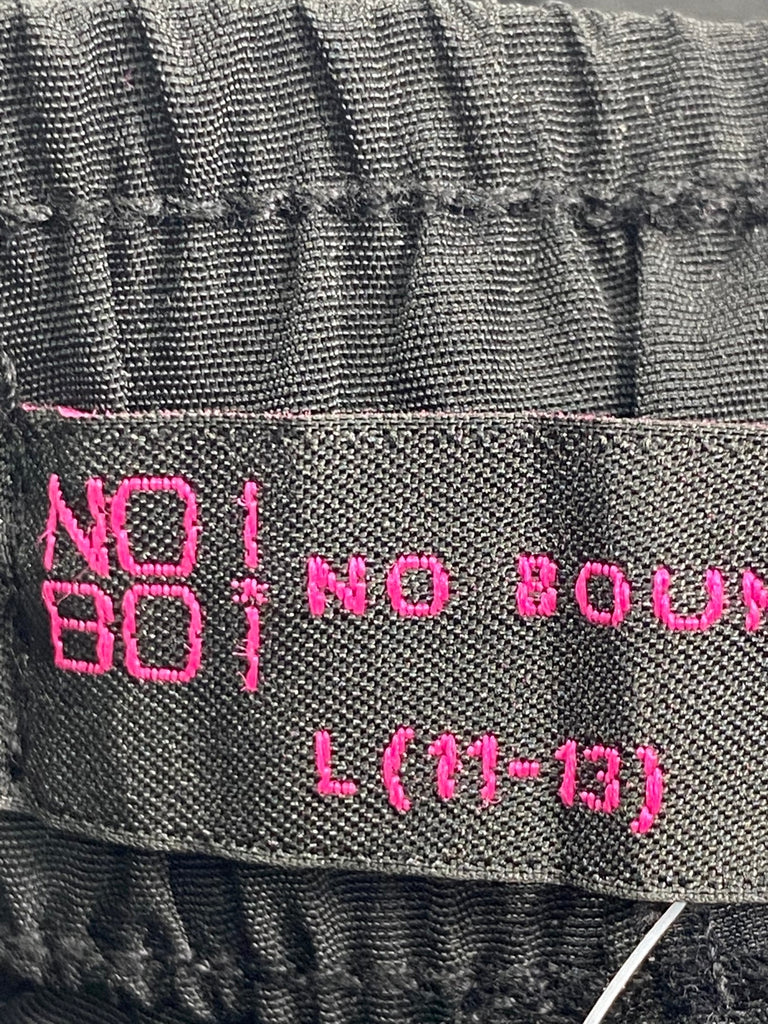 NO
BO
NO BOUN
L (11-13)